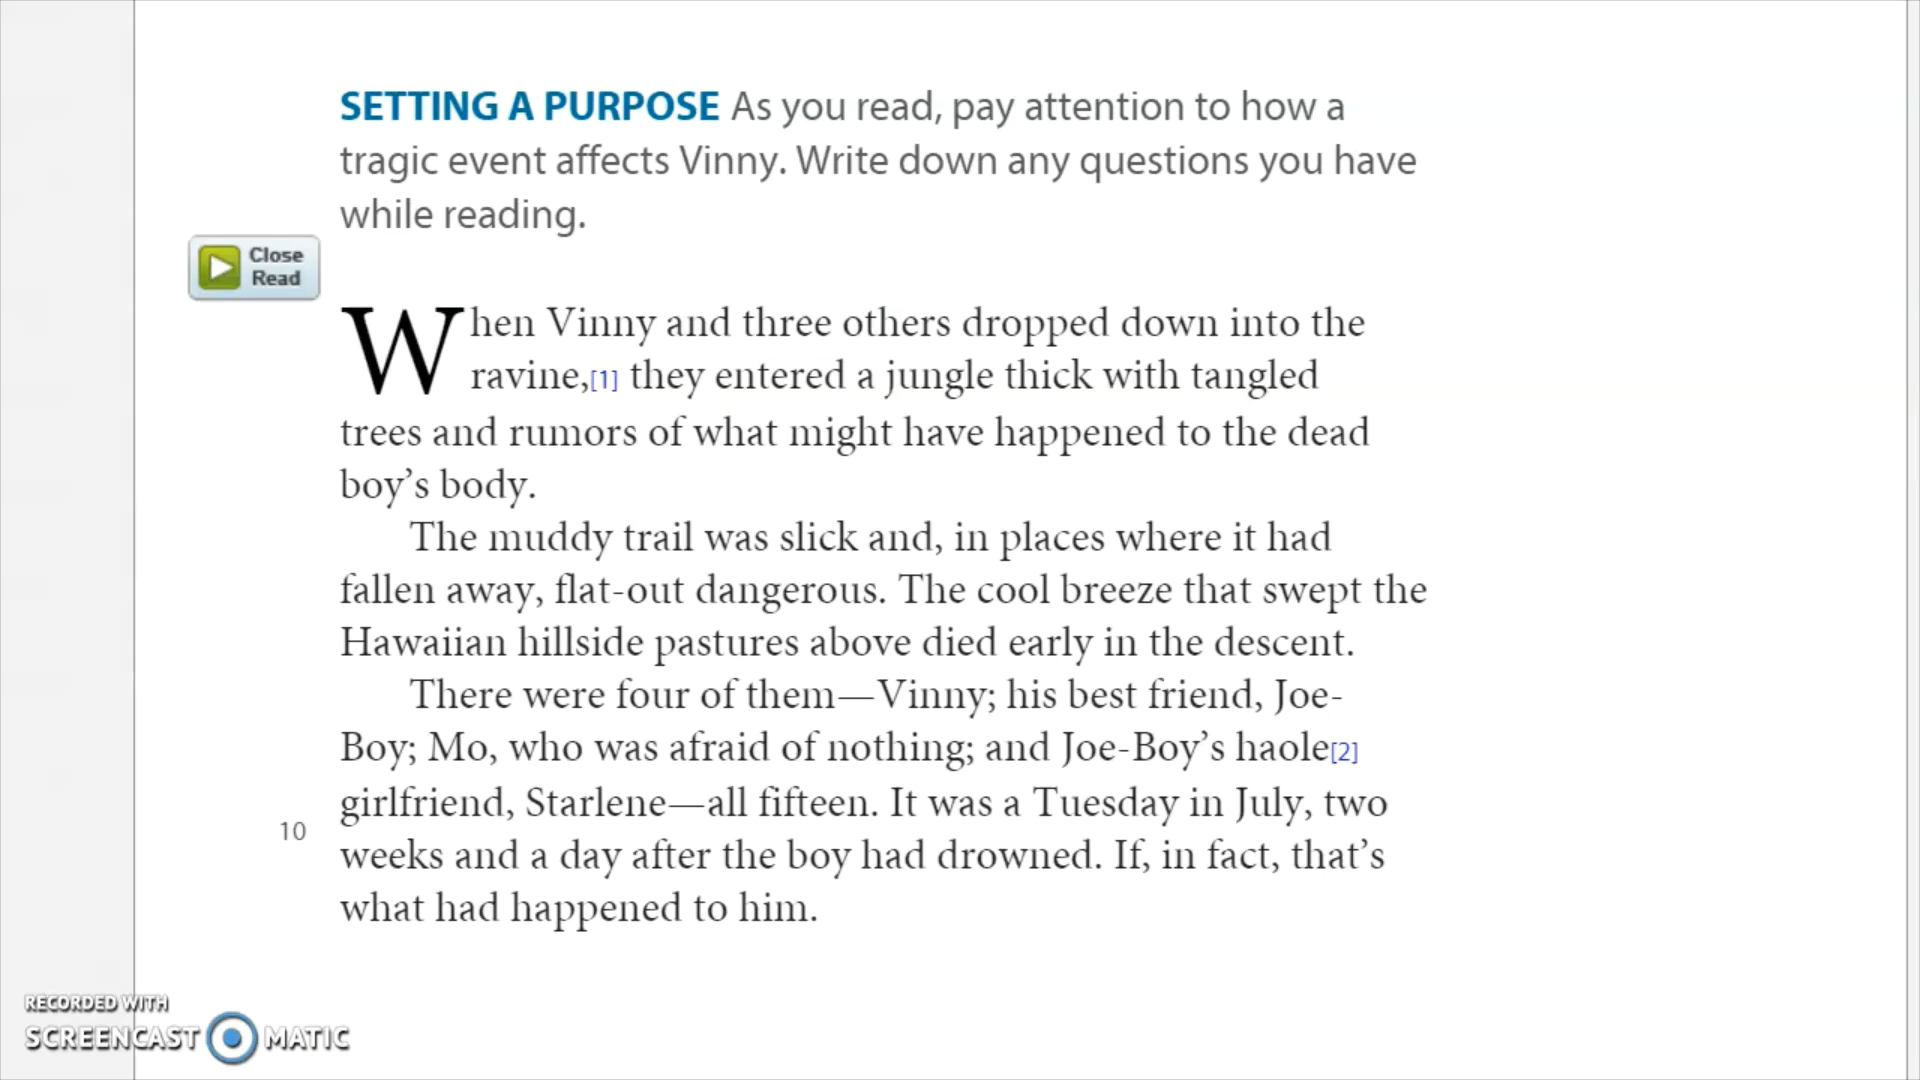 SETTING A PURPOSE As you read, pay attention to how a
tragic event affects Vinny. Write down any questions you have
while reading.
Close
Read
When Vinny and three others dropped down into the
ravine,[1] they entered a jungle thick with tangled
trees and rumors of what might have happened to the dead
boy’s body.
The muddy trail was slick and, in places where it had
fallen away, flat-out dangerous. The cool breeze that swept the
Hawaiian hillside pastures above died early in the descent.
There were four of them—Vinny; his best friend, Joe-
Boy; Mo, who was afraid of nothing; and Joe-Boy’s haole[2]
girlfriend, Starlene—all fifteen. It was a Tuesday in July, two
10
weeks and a day after the boy had drowned. If, in fact, that’s
what had happened to him.
RECORDED WITH
SCREENCAST MATIC